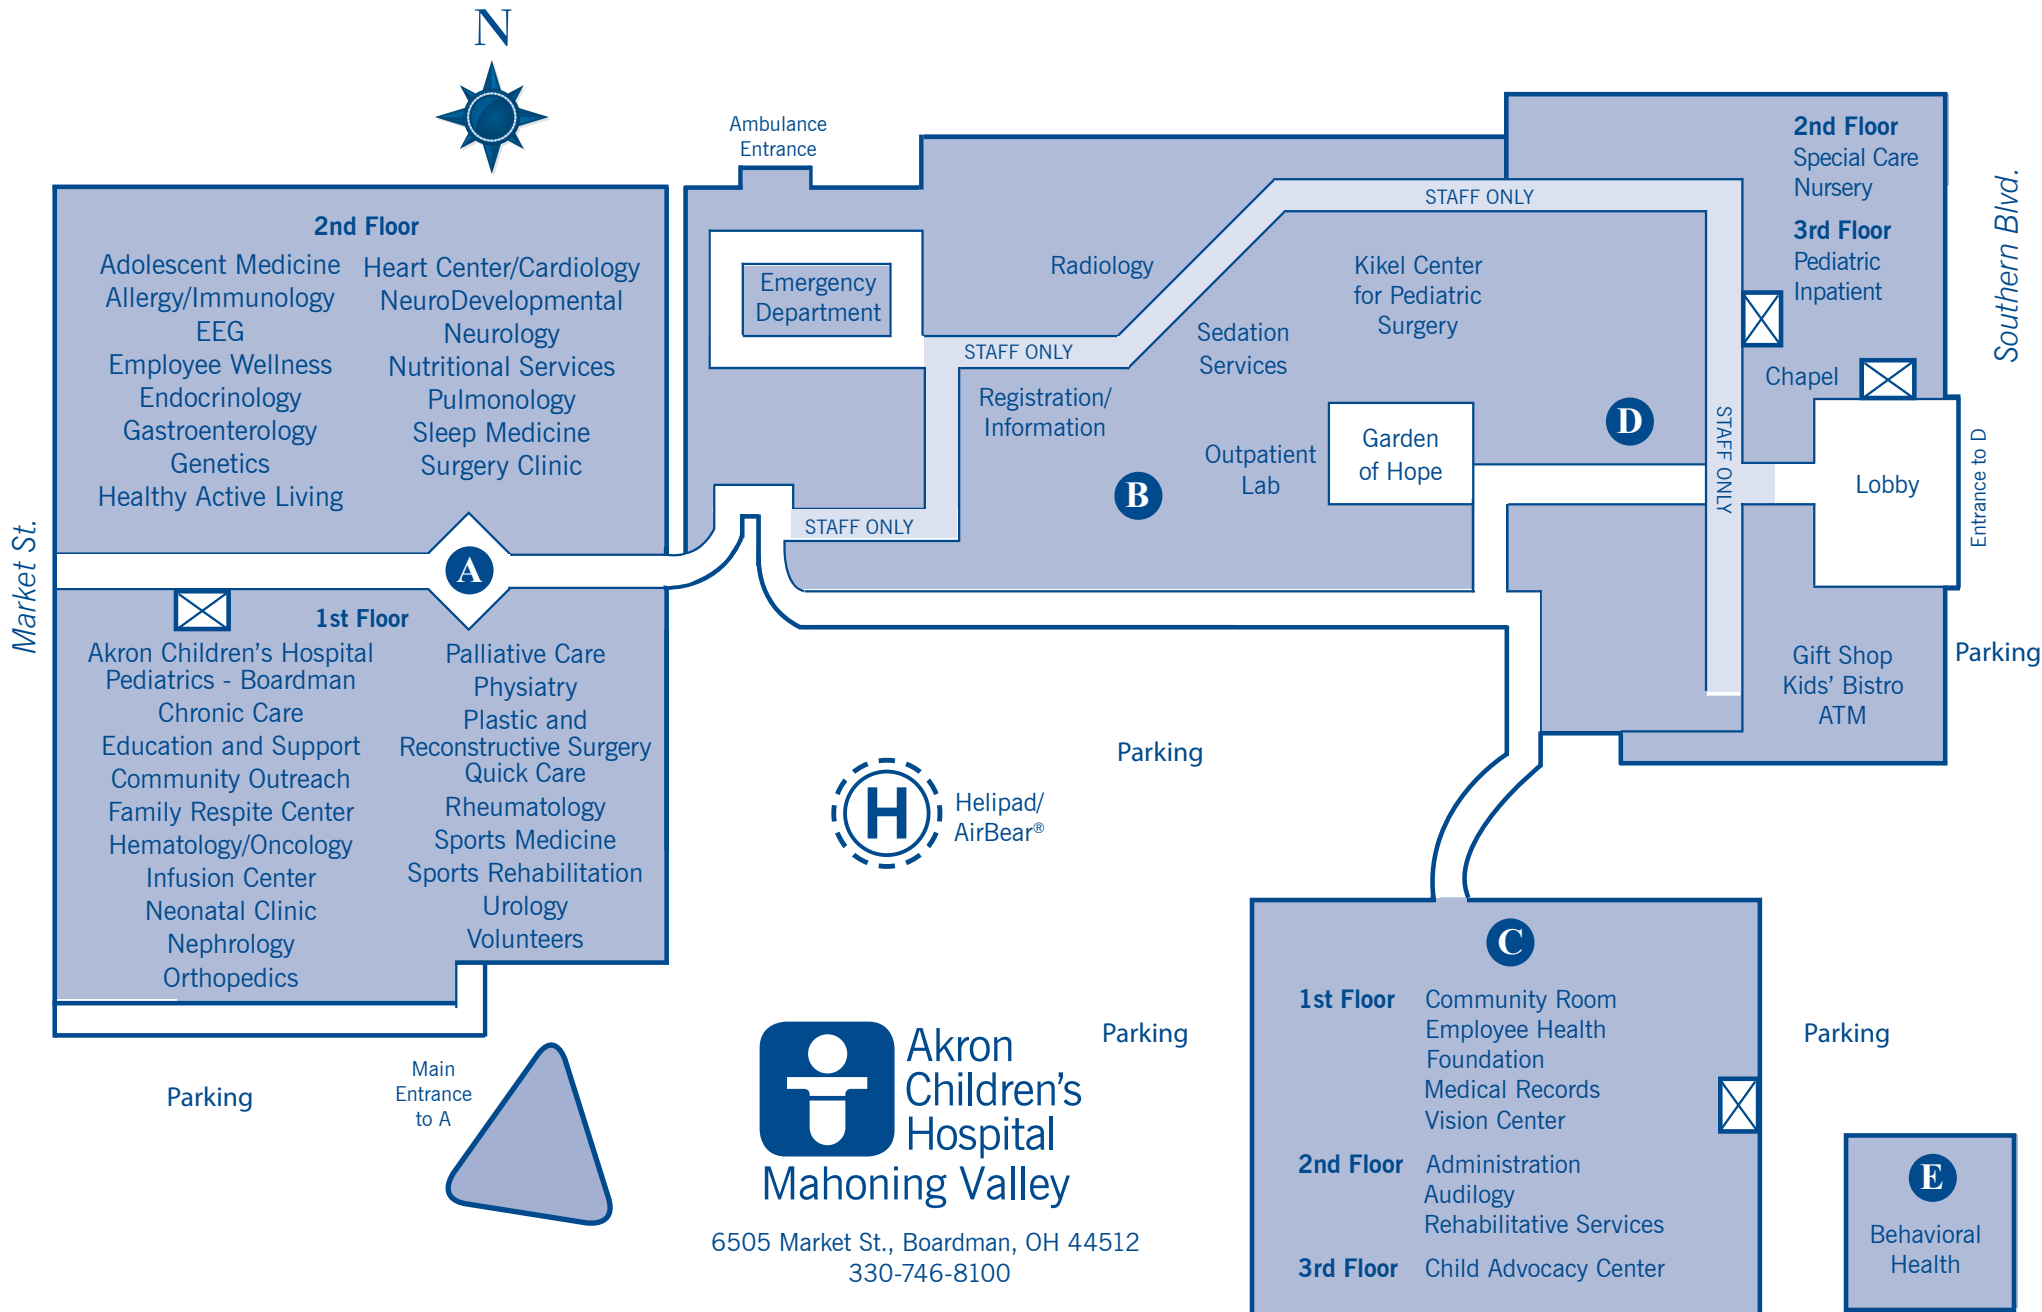 N
Ambulance
Entrance
2nd Floor
Adolescent Medicine
Allergy/Immunology
EEG
Employee Wellness
Endocrinology
Gastroenterology
Genetics
Healthy Active Living
Heart Center/Cardiology
NeuroDevelopmental
Neurology
Nutritional Services
Pulmonology
Sleep Medicine
Surgery Clinic
Market St.
A
1st Floor
Akron Children's Hospital
Pediatrics - Boardman
Chronic Care
Education and Support
Community Outreach
Family Respite Center
Hematology/Oncology
Infusion Center
Neonatal Clinic
Nephrology
Orthopedics
Palliative Care
Physiatry
Plastic and
Reconstructive Surgery
Quick Care
Rheumatology
Sports Medicine
Sports Rehabilitation
Urology
Volunteers
Parking
Main
Entrance
to A
Emergency
Department
STAFF ONLY
STAFF ONLY
STAFF ONLY
STAFF ONLY
Radiology
Registration/
Information
Sedation
Services
Kikel Center
for Pediatric
Surgery
Outpatient
Lab
B
Garden
of Hope
D
2nd Floor
Special Care
Nursery
3rd Floor
Pediatric
Inpatient
Chapel
Lobby
Entrance to D
Southern Blvd.
Gift Shop
Kids' Bistro
ATM
Parking
Parking
H
Helipad/
AirBear®
Parking
Parking
Akron
Children's
Hospital
Mahoning Valley
6505 Market St., Boardman, OH 44512
330-746-8100
C
1st Floor Community Room
Employee Health
Foundation
Medical Records
Vision Center
2nd Floor Administration
Audilogy
Rehabilitative Services
3rd Floor Child Advocacy Center
E
Behavioral
Health